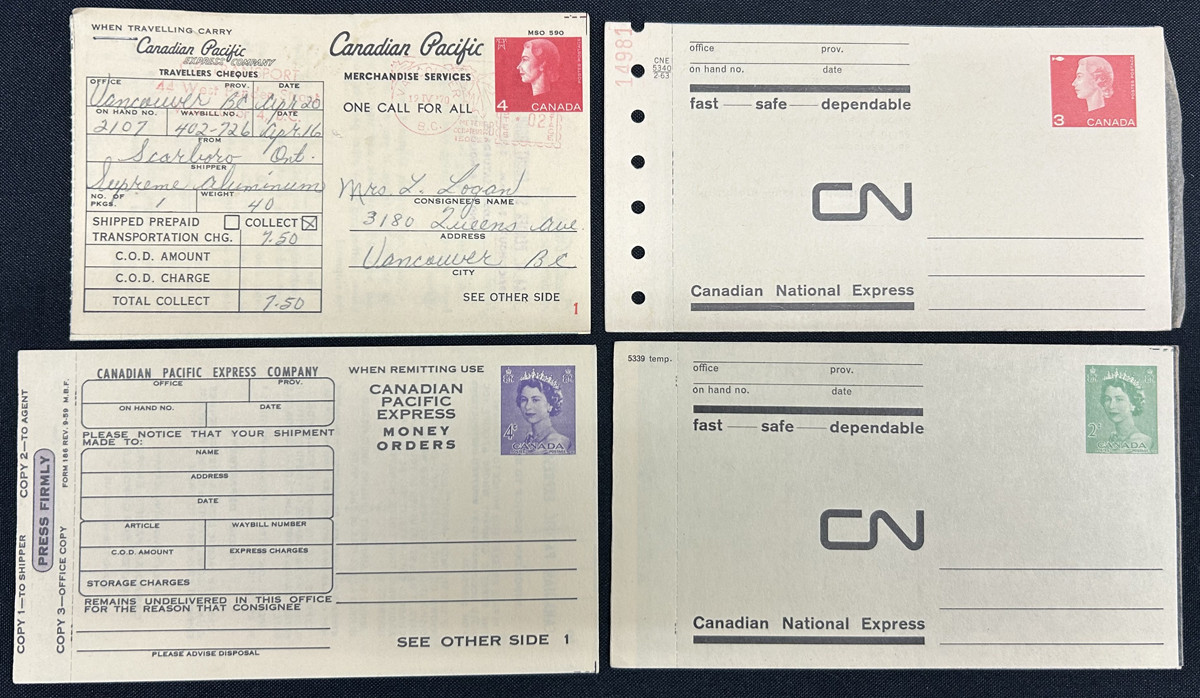 WHEN TRAVELLING CARRY
Canadian Pacific
EXPRESS COMPANY
TRAVELLERS CHEQUES
OFFICE PROV. DATE
Vancouver BC Apr 20
ON HAND NO. WAYBILL NO. DATE
2107 402-726 Apr. 16
FROM
Scarboro Ont.
SHIPPER
Supreme Aluminum
NO. OF PKGS. WEIGHT
1 40
SHIPPED PREPAID COLLECT
TRANSPORTATION CHG. 7.50
C.O.D. AMOUNT
C.O.D. CHARGE
TOTAL COLLECT 7.50
Canadian Pacific
MSO 590
MERCHANDISE SERVICES
ONE CALL FOR ALL
4 CANADA
B.C.
02
Mrs. L. Logan
CONSIGNEE'S NAME
3180 Queens Ave.
ADDRESS
Vancouver BC
CITY
SEE OTHER SIDE
1
14981
CNE
5340
2-63
office prov.
on hand no. date
fast — safe — dependable
3 CANADA
CN
Canadian National Express
COPY 1—TO SHIPPER COPY 2—TO AGENT
PRESS FIRMLY
COPY 3—OFFICE COPY FORM 186 REV. 9-59 M.B.F.
CANADIAN PACIFIC EXPRESS COMPANY
OFFICE PROV.
ON HAND NO. DATE
PLEASE NOTICE THAT YOUR SHIPMENT
MADE TO:
NAME
ADDRESS
DATE
ARTICLE WAYBILL NUMBER
C.O.D. AMOUNT EXPRESS CHARGES
STORAGE CHARGES
REMAINS UNDELIVERED IN THIS OFFICE
FOR THE REASON THAT CONSIGNEE
PLEASE ADVISE DISPOSAL
WHEN REMITTING USE
CANADIAN
PACIFIC
EXPRESS
MONEY
ORDERS
4¢
CANADA
SEE OTHER SIDE 1
5339 temp.
office prov.
on hand no. date
fast — safe — dependable
2¢
CANADA
CN
Canadian National Express